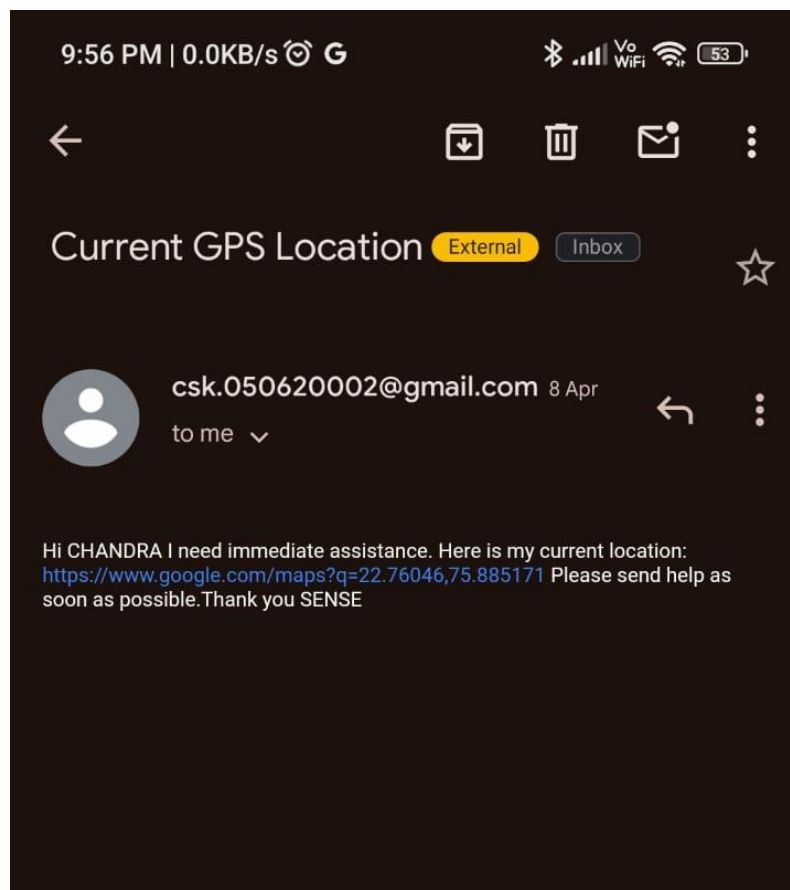 9:56 PM | 0.0KB/s G Vo WiFi 53
Current GPS Location External Inbox
csk.050620002@gmail.com 8 Apr
to me
Hi CHANDRA I need immediate assistance. Here is my current location:
https://www.google.com/maps?q=22.76046,75.885171 Please send help as
soon as possible.Thank you SENSE